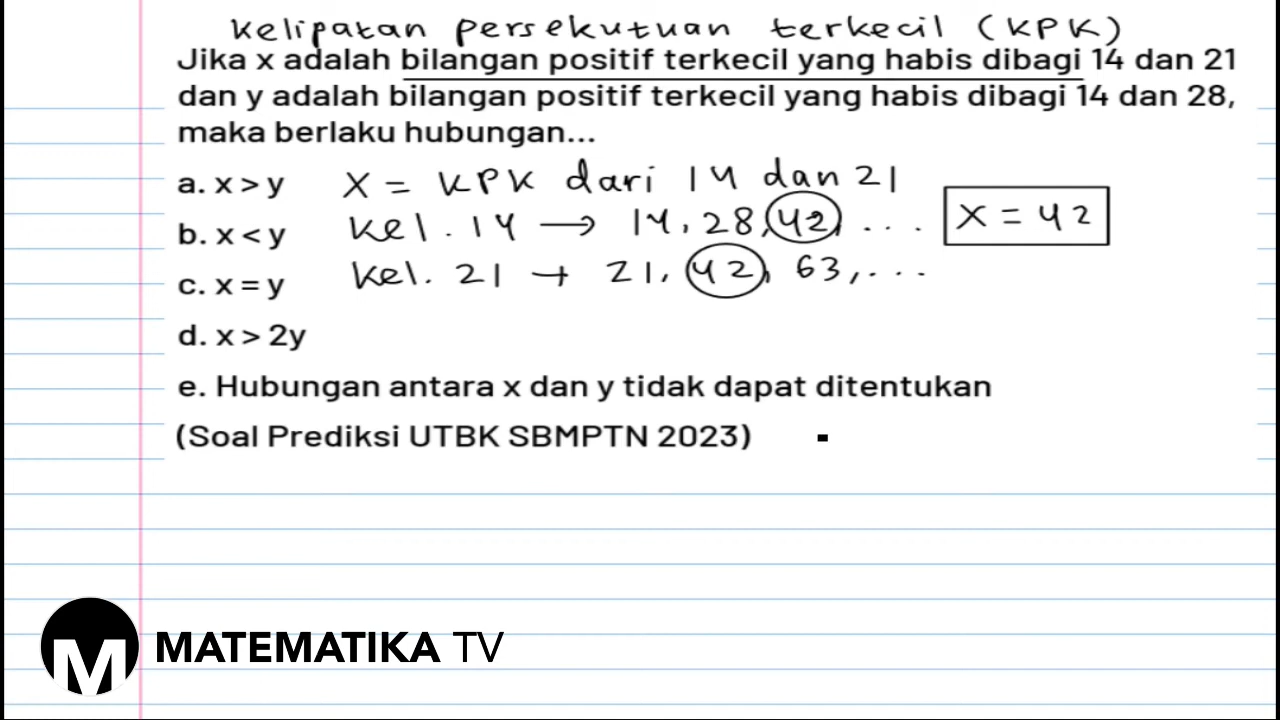 kelipatan persekutuan terkecil (KPK)
Jika x adalah bilangan positif terkecil yang habis dibagi 14 dan 21
dan y adalah bilangan positif terkecil yang habis dibagi 14 dan 28,
maka berlaku hubungan...
a. x > y
X = KPK dari 14 dan 21
b. x < y
kel. 14 → 14, 28, 42, ...
X = 42
c. x = y
kel. 21 → 21, 42, 63, ...
d. x > 2y
e. Hubungan antara x dan y tidak dapat ditentukan
(Soal Prediksi UTBK SBMPTN 2023)
M MATEMATIKA TV